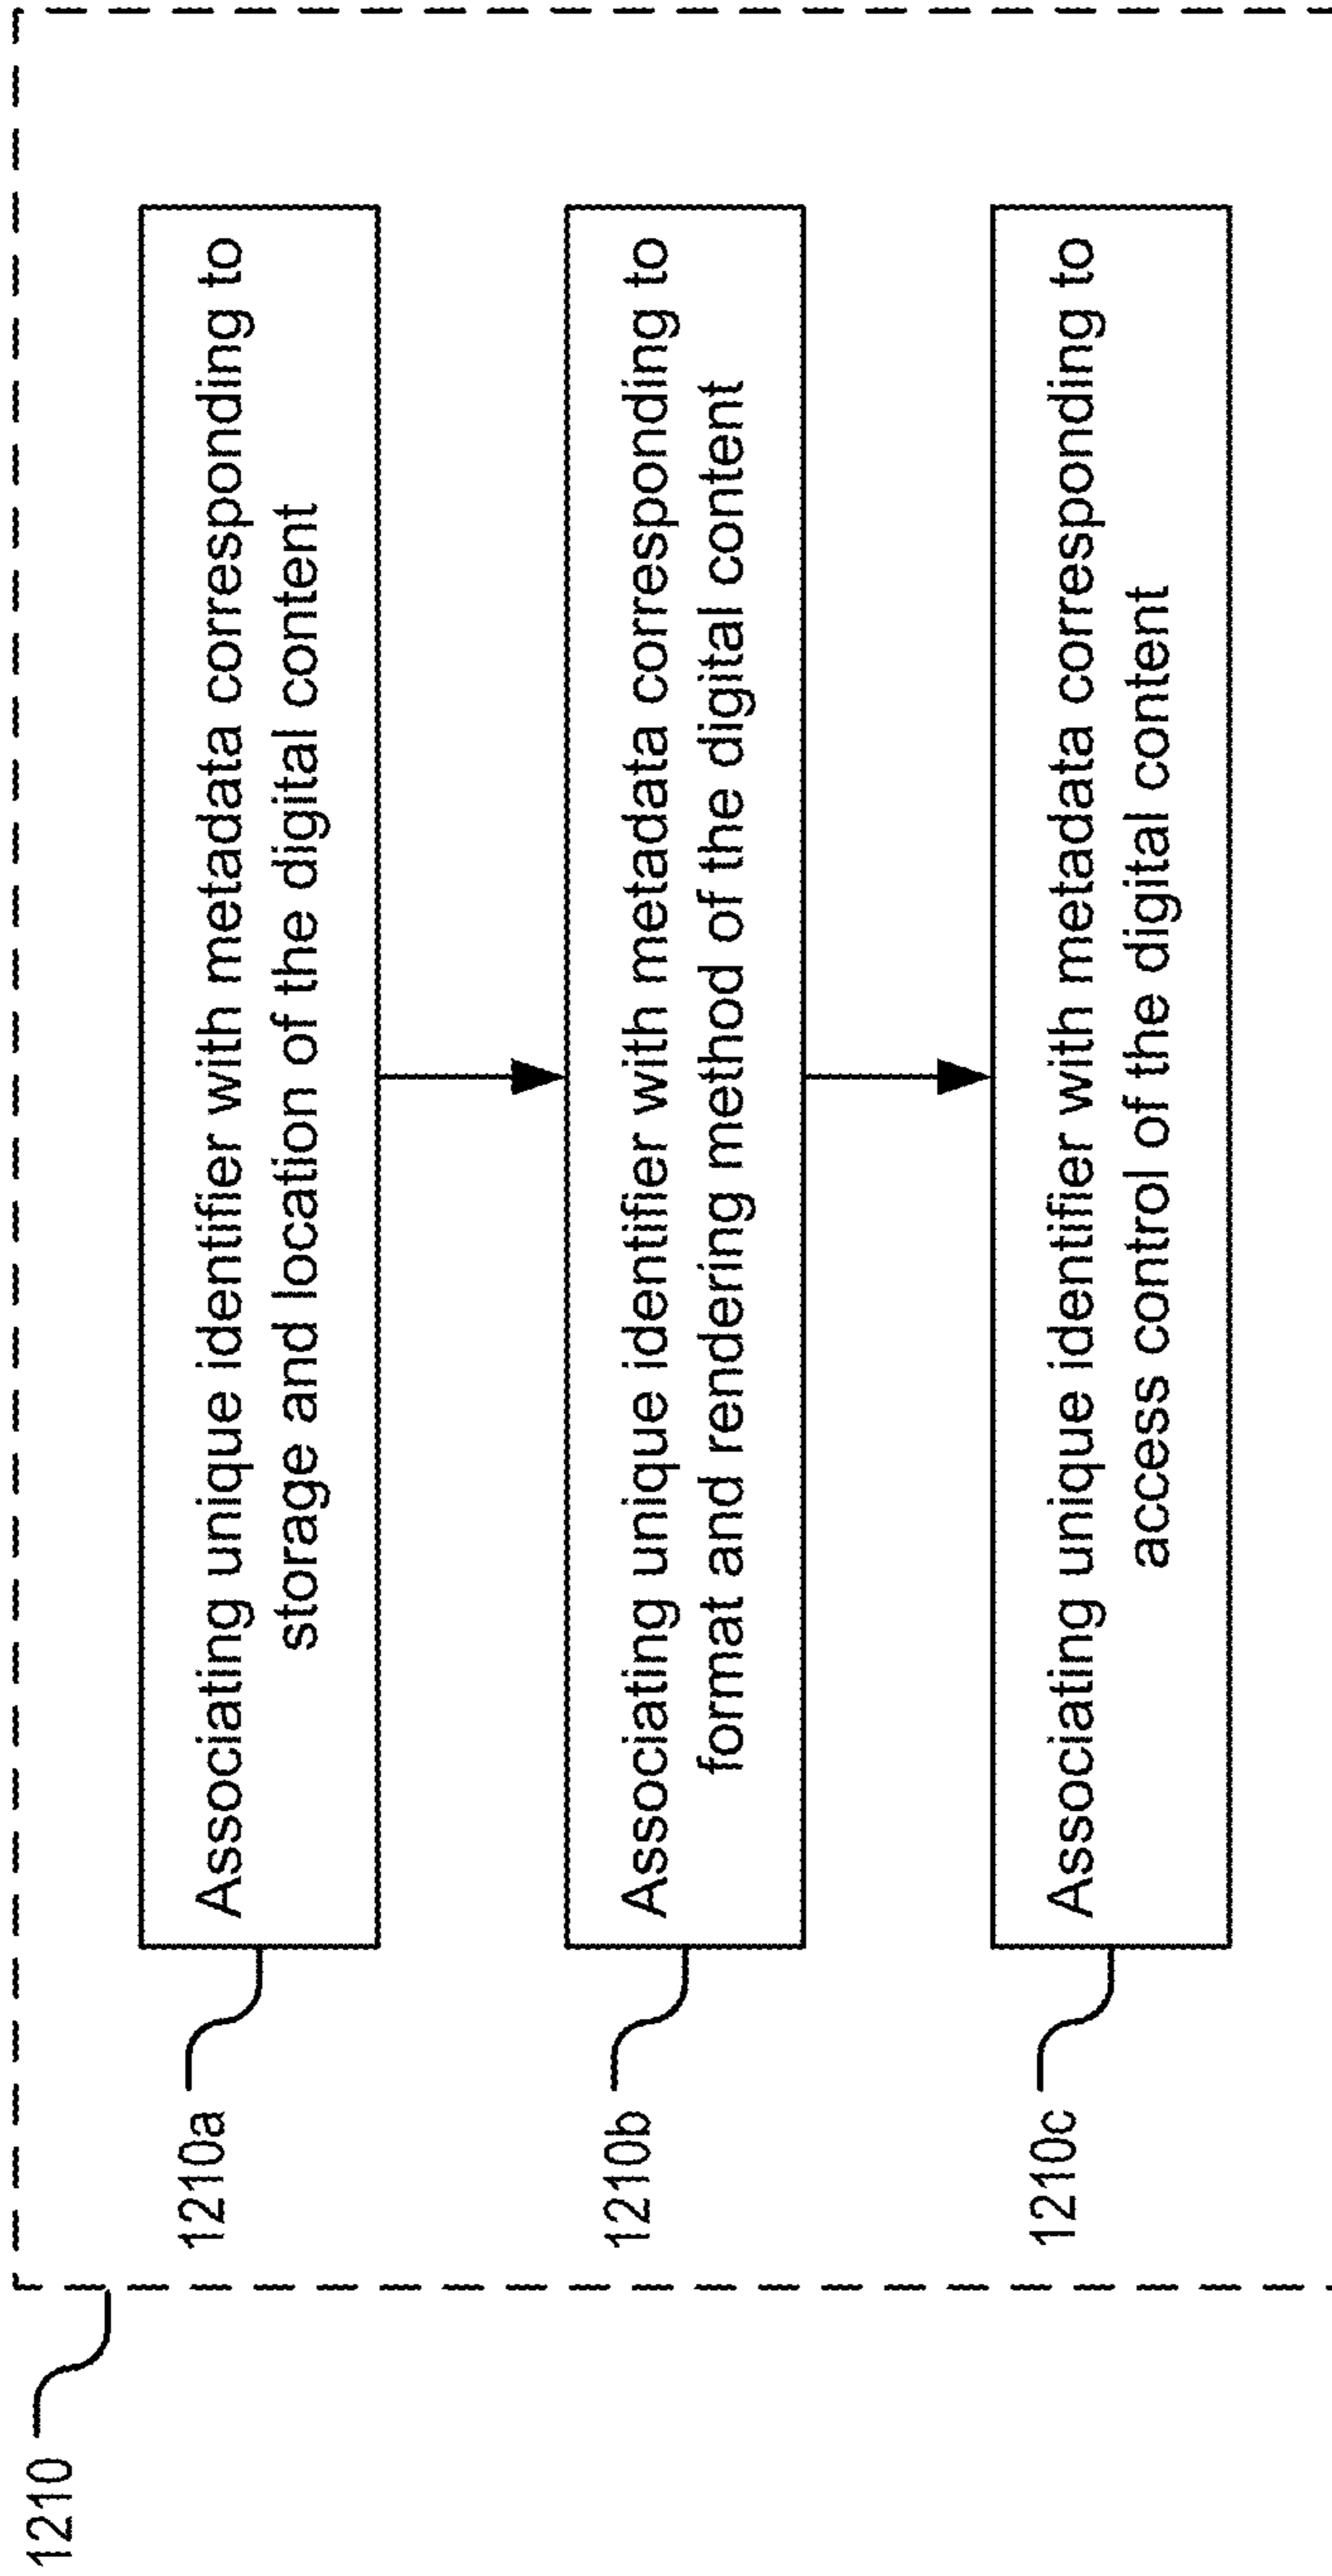 1210
1210a
Associating unique identifier with metadata corresponding to
storage and location of the digital content
1210b
Associating unique identifier with metadata corresponding to
format and rendering method of the digital content
1210c
Associating unique identifier with metadata corresponding to
access control of the digital content